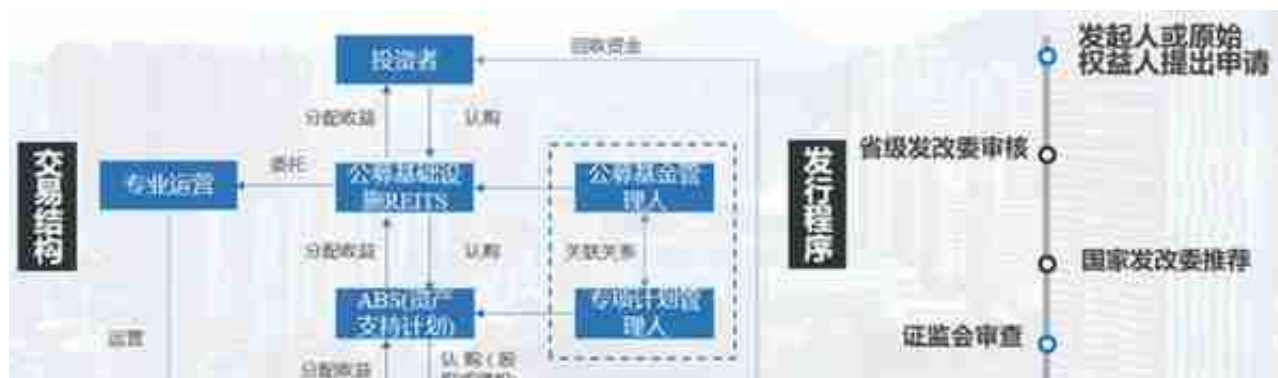 交易结构
投资者
回收资金
分配收益
认购
专业运营
委托
公募基础设
施REITS
公募基金管
理人
分配收益
认购
关联关系
ABS(资产
支持计划)
专项计划管
理人
运营
分配收益
认购(股
发行程序
发起人或原始
权益人提出申请
省级发改委审核
国家发改委推荐
证监会审查